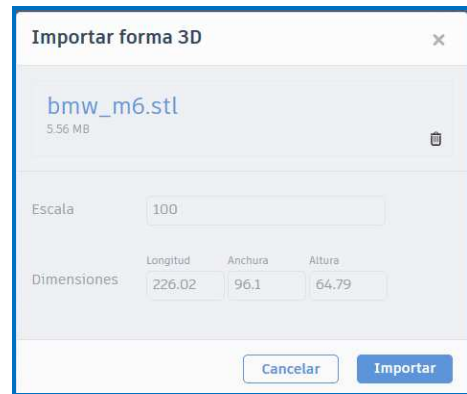 Importar forma 3D
bmw_m6.stl
5.56 MB
Escala 100
Longitud Anchura Altura
Dimensiones 226.02 96.1 64.79
Cancelar Importar